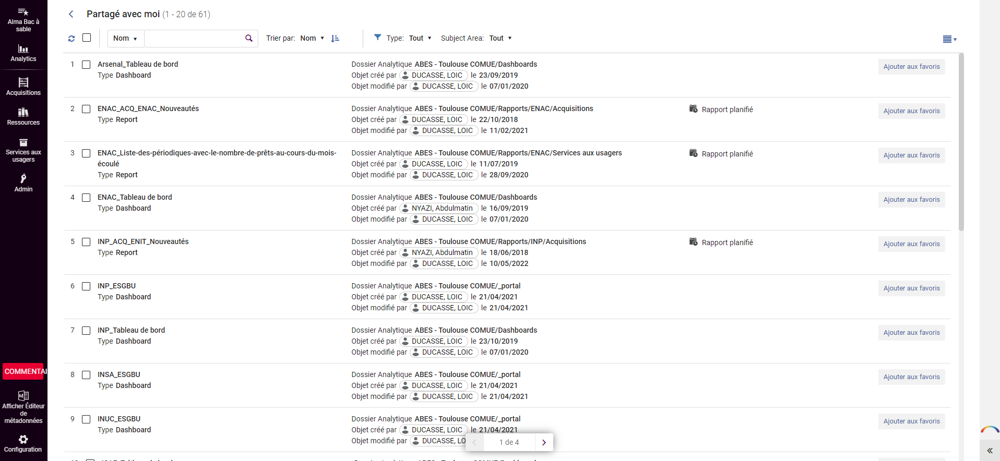 Alma Bac à
sable
Analytics
Acquisitions
Ressources
Services aux
usagers
Admin
COMMENTAI
Afficher Éditeur
de
métadonnées
Configuration
Partagé avec moi (1 - 20 de 61)
Nom
Trier par: Nom
Type: Tout
Subject Area: Tout
1 Arsenal_Tableau de bord
Type Dashboard
Dossier Analytique ABES - Toulouse COMUE/Dashboards
Objet créé par DUCASSE, LOIC le 23/09/2019
Objet modifié par DUCASSE, LOIC le 07/01/2020
Ajouter aux favoris
2 ENAC_ACQ_ENAC_Nouveautés
Type Report
Dossier Analytique ABES - Toulouse COMUE/Rapports/ENAC/Acquisitions
Objet créé par DUCASSE, LOIC le 22/10/2018
Objet modifié par DUCASSE, LOIC le 11/02/2021
Rapport planifié
Ajouter aux favoris
3 ENAC_Liste-des-périodiques-avec-le-nombre-de-prêts-au-cours-du-mois-
écoulé
Type Report
Dossier Analytique ABES - Toulouse COMUE/Rapports/ENAC/Services aux usagers
Objet créé par DUCASSE, LOIC le 11/07/2019
Objet modifié par DUCASSE, LOIC le 28/09/2020
Rapport planifié
Ajouter aux favoris
4 ENAC_Tableau de bord
Type Dashboard
Dossier Analytique ABES - Toulouse COMUE/Dashboards
Objet créé par NYAZI, Abdulmatin le 16/09/2019
Objet modifié par DUCASSE, LOIC le 07/01/2020
Ajouter aux favoris
5 INP_ACQ_ENIT_Nouveautés
Type Report
Dossier Analytique ABES - Toulouse COMUE/Rapports/INP/Acquisitions
Objet créé par NYAZI, Abdulmatin le 18/06/2018
Objet modifié par DUCASSE, LOIC le 10/05/2022
Rapport planifié
Ajouter aux favoris
6 INP_ESGBU
Type Dashboard
Dossier Analytique ABES - Toulouse COMUE/_portal
Objet créé par DUCASSE, LOIC le 21/04/2021
Objet modifié par DUCASSE, LOIC le 21/04/2021
Ajouter aux favoris
7 INP_Tableau de bord
Type Dashboard
Dossier Analytique ABES - Toulouse COMUE/Dashboards
Objet créé par DUCASSE, LOIC le 23/10/2019
Objet modifié par DUCASSE, LOIC le 07/01/2020
Ajouter aux favoris
8 INSA_ESGBU
Type Dashboard
Dossier Analytique ABES - Toulouse COMUE/_portal
Objet créé par DUCASSE, LOIC le 21/04/2021
Objet modifié par DUCASSE, LOIC le 21/04/2021
Ajouter aux favoris
9 INUC_ESGBU
Type Dashboard
Dossier Analytique ABES - Toulouse COMUE/_portal
Objet créé par DUCASSE, LOIC le 21/04/2021
Objet modifié par DUCASSE, LO
Ajouter aux favoris
1 de 4